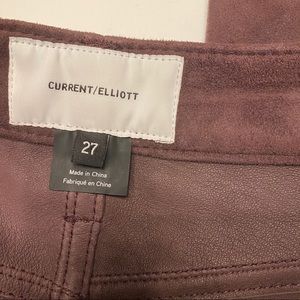 CURRENT/ELLIOTT
27
Made in China
Fabriqué en Chine